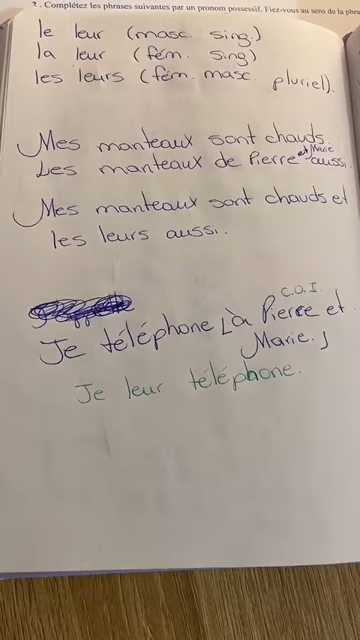 2. Complétez les phrases suivantes par un pronom possessif. Fiez-vous au sens de la
le leur (masc. sing.)
la leur (fém. sing)
les leurs (fém. masc. pluriel).
Mes manteaux sont chauds.
Les manteaux de Pierre et Marie aussi.
Mes manteaux sont chauds et
les leurs aussi.
C.O.I.
Je téléphone [à Pierre et
Marie.]
Je leur téléphone.